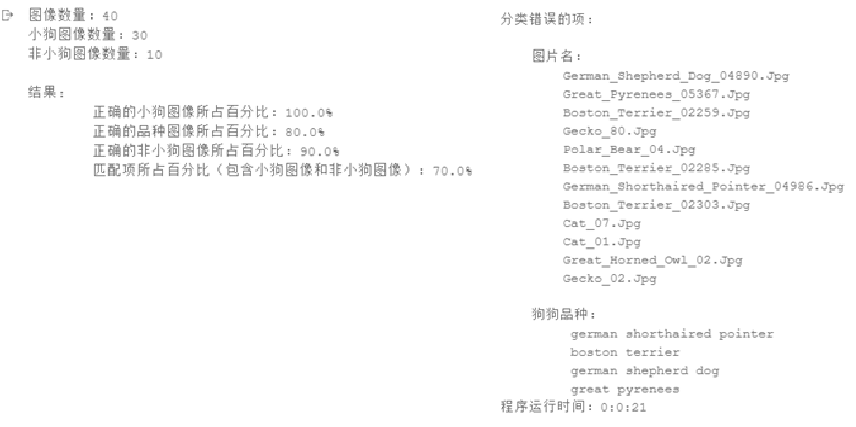 图像数量: 40
小狗图像数量: 30
非小狗图像数量: 10
结果:
正确的小狗图像所占百分比: 100.0%
正确的品种图像所占百分比: 80.0%
正确的非小狗图像所占百分比: 90.0%
匹配项所占百分比（包含小狗图像和非小狗图像）: 70.0%
分类错误的项:
图片名:
German_Shepherd_Dog_04890.Jpg
Great_Pyrenees_05367.Jpg
Boston_Terrier_02259.Jpg
Gecko_80.Jpg
Polar_Bear_04.Jpg
Boston_Terrier_02285.Jpg
German_Shorthaired_Pointer_04986.Jpg
Boston_Terrier_02303.Jpg
Cat_07.Jpg
Cat_01.Jpg
Great_Horned_Owl_02.Jpg
Gecko_02.Jpg
狗狗品种:
german shorthaired pointer
boston terrier
german shepherd dog
great pyrenees
程序运行时间: 0:0:21